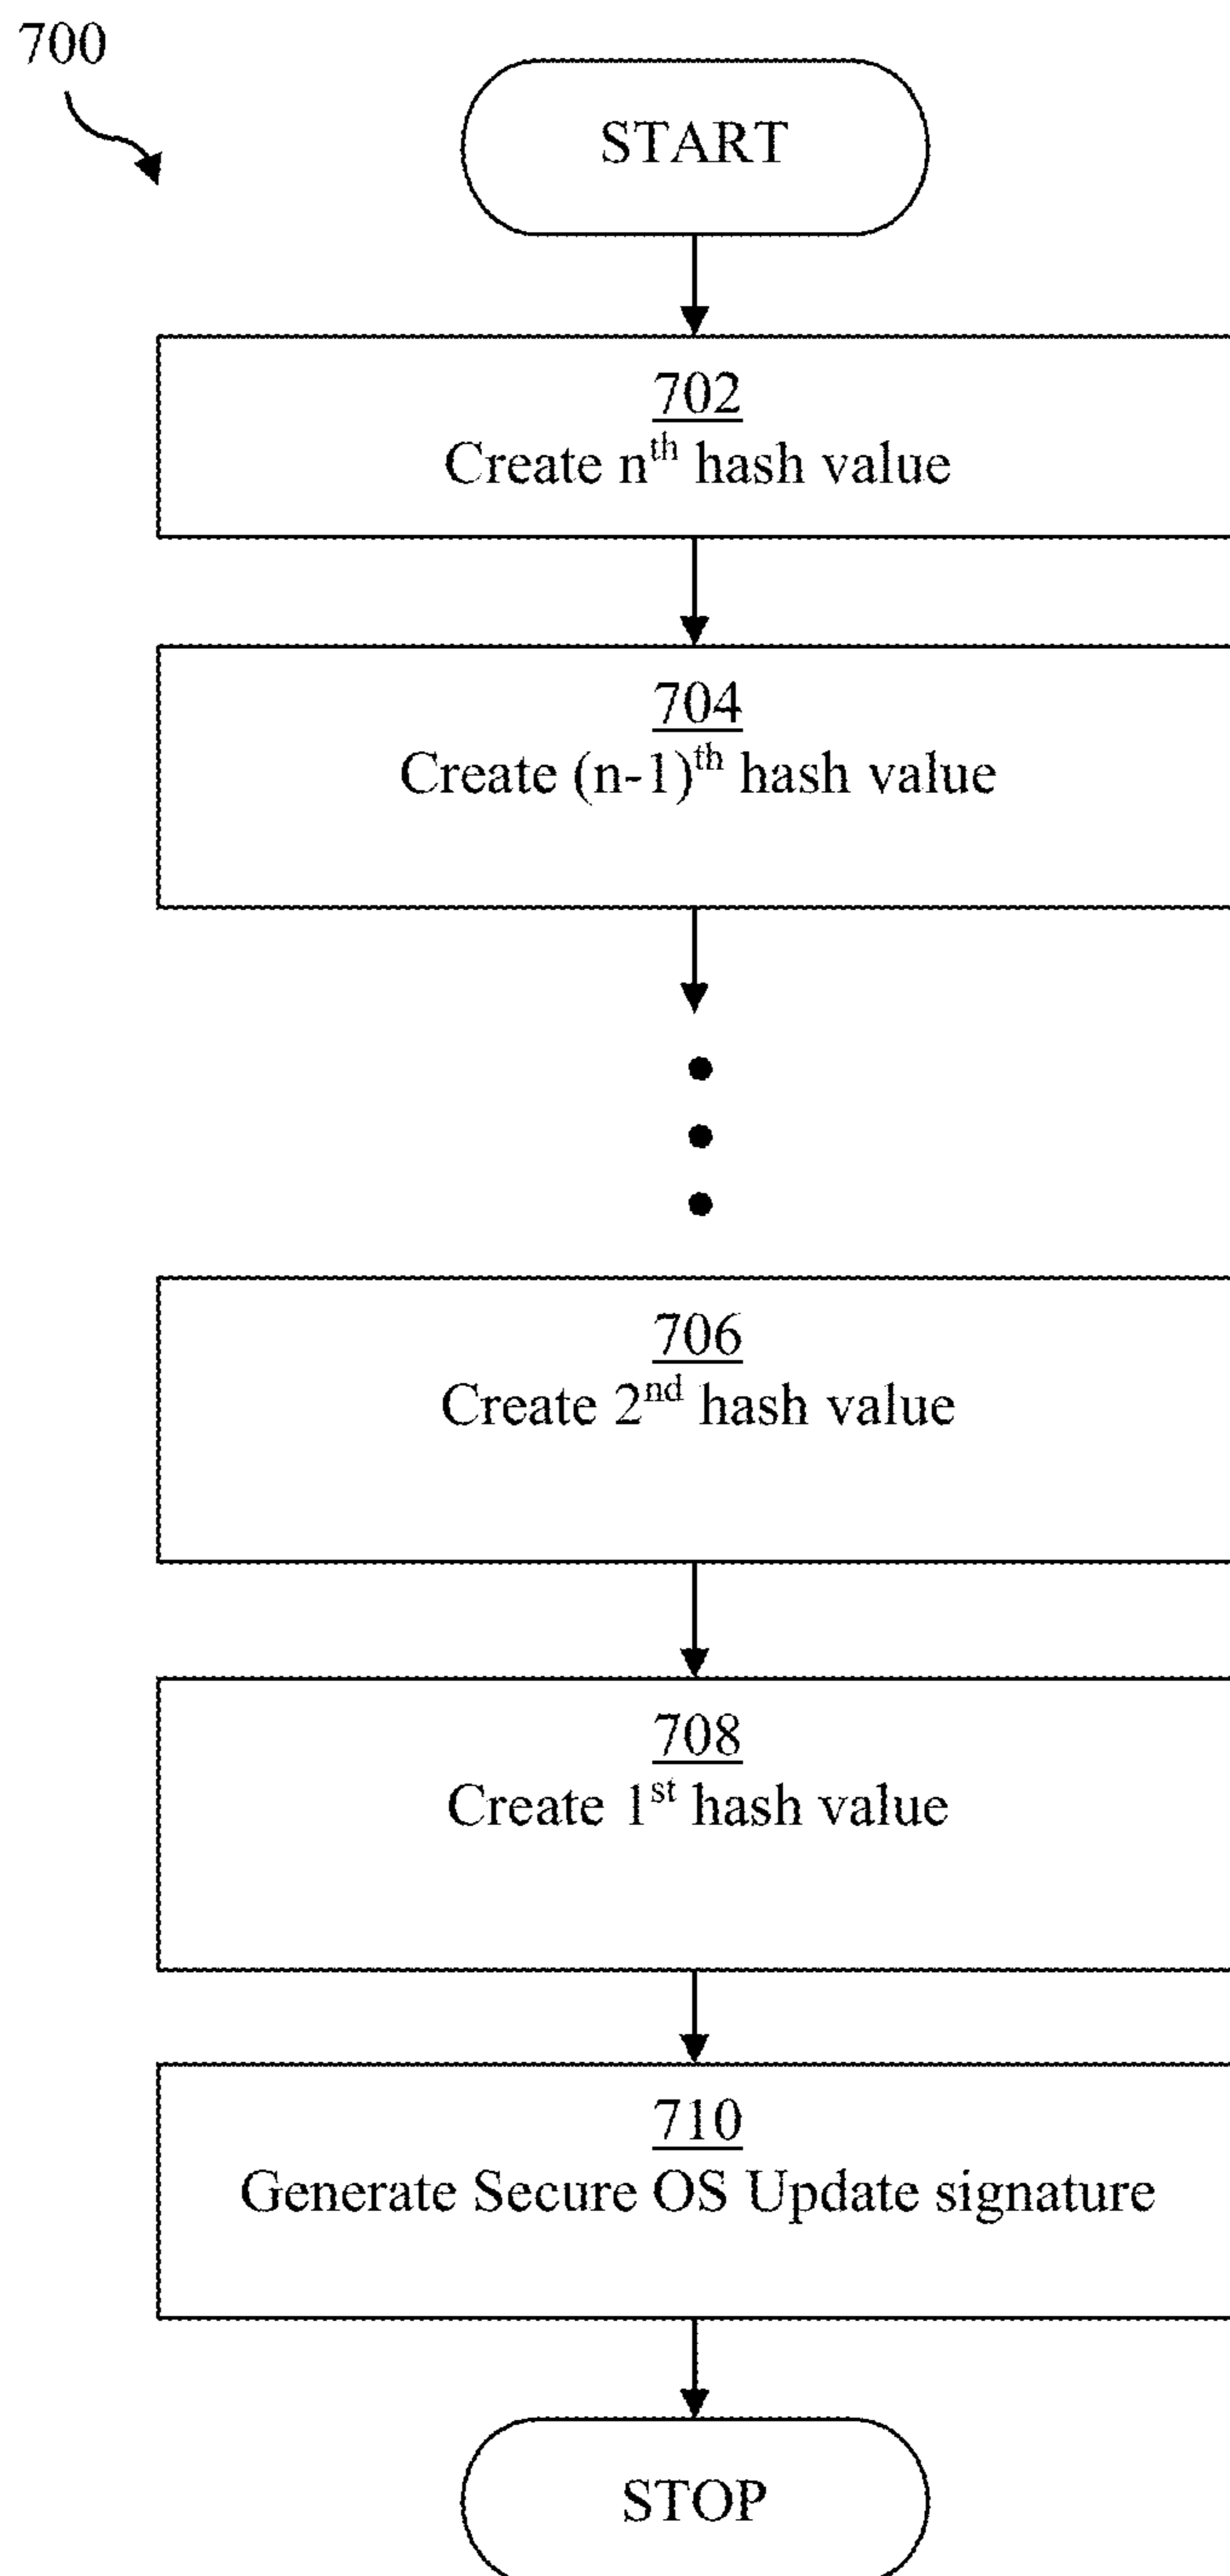 700
START
702
Create nth hash value
704
Create (n-1)th hash value
706
Create 2nd hash value
708
Create 1st hash value
710
Generate Secure OS Update signature
STOP